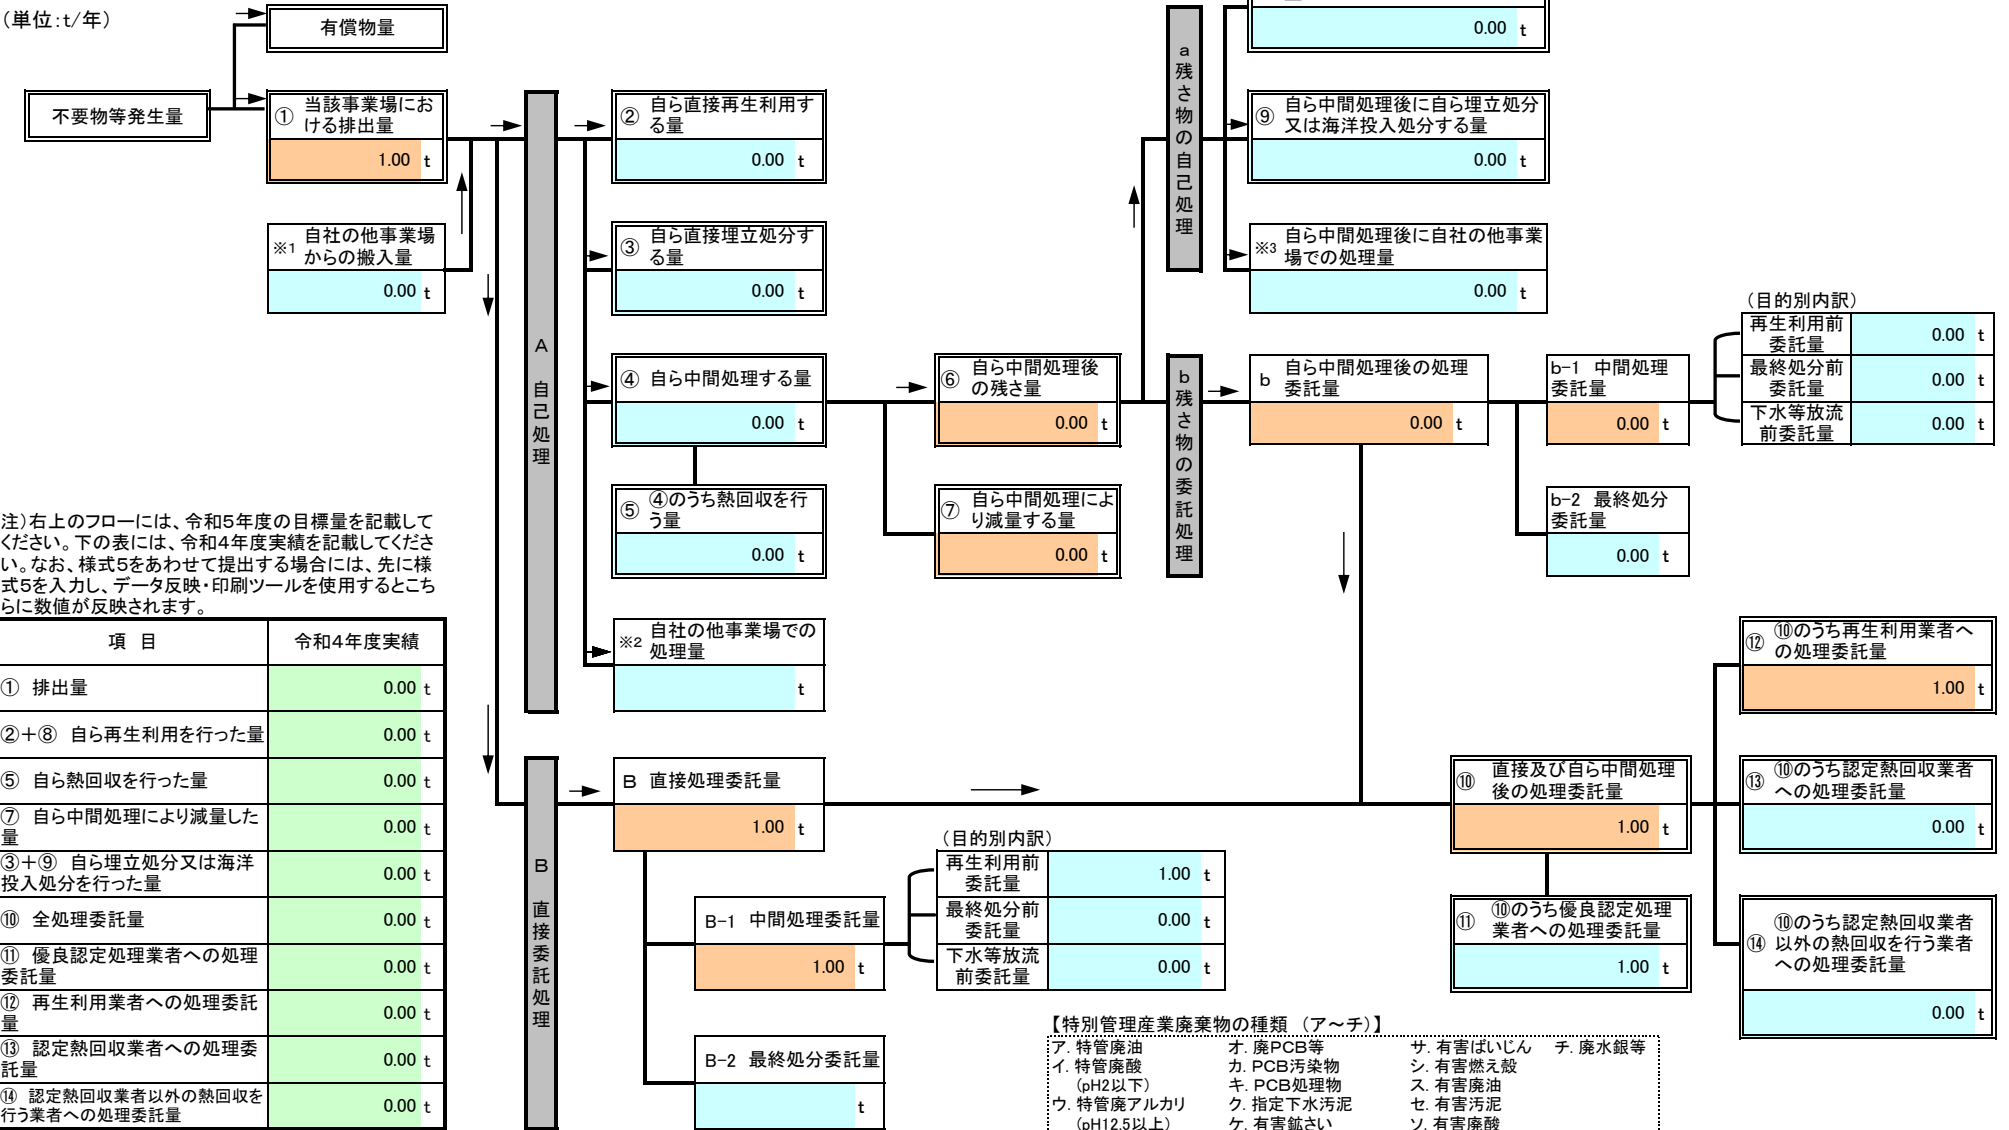 （単位：t/年）
有償物量
不要物等発生量
① 当該事業場にお
ける排出量
1.00 t
※1 自社の他事業場
からの搬入量
0.00 t
A 自己処理
② 自ら直接再生利用す
る量
0.00 t
③ 自ら直接埋立処分す
る量
0.00 t
④ 自ら中間処理する量
0.00 t
⑤ ④のうち熱回収を行
う量
0.00 t
※2 自社の他事業場での
処理量
t
⑥ 自ら中間処理後
の残さ量
0.00 t
⑦ 自ら中間処理によ
り減量する量
0.00 t
a 残さ物の自己処理
0.00 t
⑨ 自ら中間処理後に自ら埋立処分
又は海洋投入処分する量
0.00 t
※3 自ら中間処理後に自社の他事業
場での処理量
0.00 t
b 残さ物の委託処理
b 自ら中間処理後の処理
委託量
0.00 t
b-1 中間処理
委託量
0.00 t
b-2 最終処分
委託量
0.00 t
（目的別内訳）
再生利用前
委託量 0.00 t
最終処分前
委託量 0.00 t
下水等放流
前委託量 0.00 t
注）右上のフローには、令和5年度の目標量を記載して
ください。下の表には、令和4年度実績を記載してくださ
い。なお、様式5をあわせて提出する場合には、先に様
式5を入力し、データ反映・印刷ツールを使用するとこち
らに数値が反映されます。
項 目 令和4年度実績
① 排出量 0.00 t
②＋⑧ 自ら再生利用を行った量 0.00 t
⑤ 自ら熱回収を行った量 0.00 t
⑦ 自ら中間処理により減量した
量 0.00 t
③＋⑨ 自ら埋立処分又は海洋
投入処分を行った量 0.00 t
⑩ 全処理委託量 0.00 t
⑪ 優良認定処理業者への処理
委託量 0.00 t
⑫ 再生利用業者への処理委託
量 0.00 t
⑬ 認定熱回収業者への処理委
託量 0.00 t
⑭ 認定熱回収業者以外の熱回収を
行う業者への処理委託量 0.00 t
B 直接委託処理
B 直接処理委託量
1.00 t
B-1 中間処理委託量
1.00 t
B-2 最終処分委託量
t
（目的別内訳）
再生利用前
委託量 1.00 t
最終処分前
委託量 0.00 t
下水等放流
前委託量 0.00 t
⑩ 直接及び自ら中間処理
後の処理委託量
1.00 t
⑪ ⑩のうち優良認定処理
業者への処理委託量
1.00 t
⑫ ⑩のうち再生利用業者へ
の処理委託量
1.00 t
⑬ ⑩のうち認定熱回収業者
への処理委託量
0.00 t
⑭ ⑩のうち認定熱回収業者
以外の熱回収を行う業者
への処理委託量
0.00 t
【特別管理産業廃棄物の種類 （ア～チ）】
ア. 特管廃油 オ. 廃PCB等 サ. 有害ばいじん チ. 廃水銀等
イ. 特管廃酸 カ. PCB汚染物 シ. 有害燃え殻
（pH2以下） キ. PCB処理物 ス. 有害廃油
ウ. 特管廃アルカリ ク. 指定下水汚泥 セ. 有害汚泥
（pH12.5以上） ケ. 有害鉱さい ソ. 有害廃酸